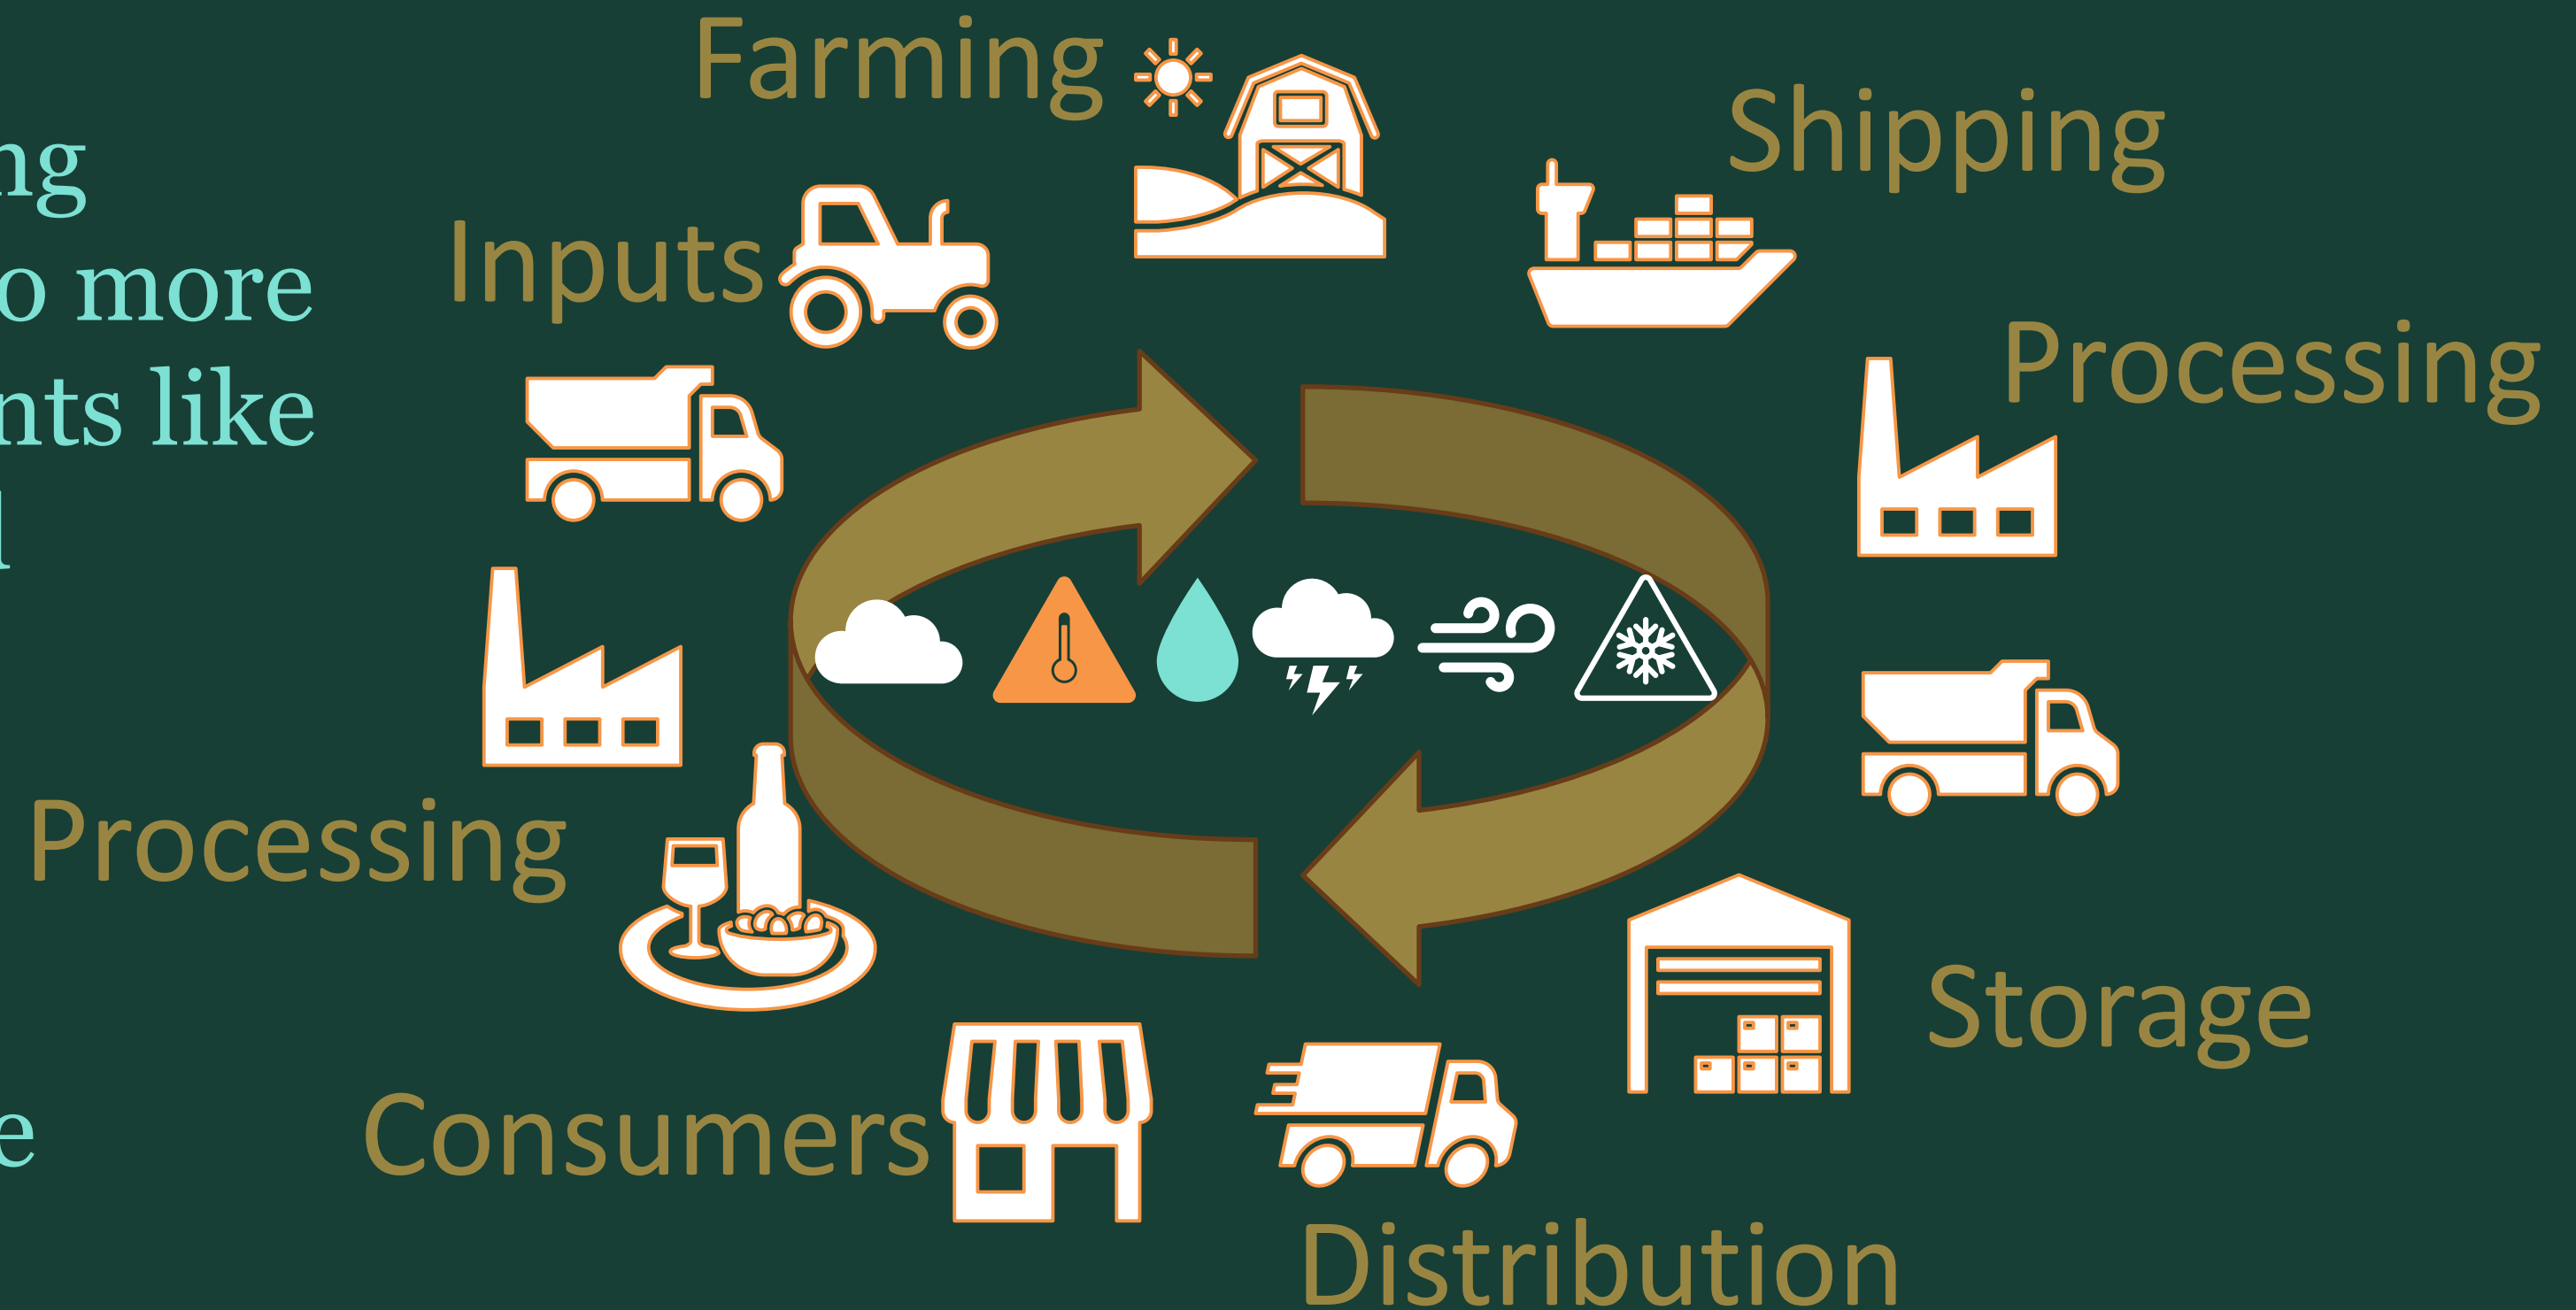 ng
o more
nts like
e
Farming
Shipping
Inputs
Processing
Processing
Storage
Consumers
Distribution